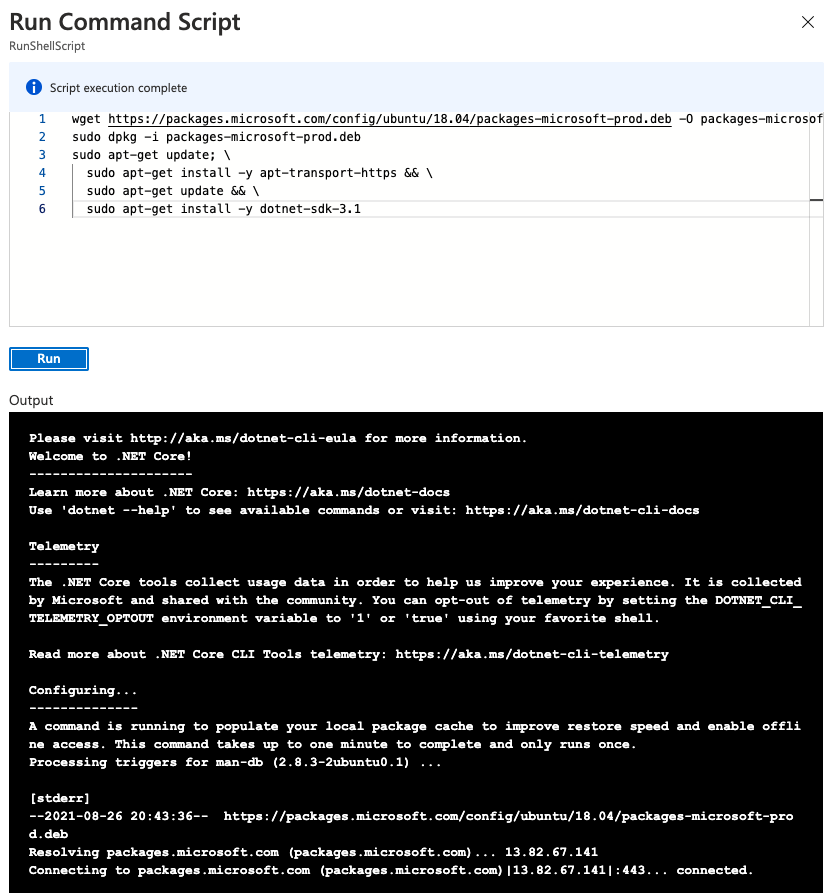 Run Command Script
RunShellScript
Script execution complete
1 wget https://packages.microsoft.com/config/ubuntu/18.04/packages-microsoft-prod.deb -O packages-microsof
2 sudo dpkg -i packages-microsoft-prod.deb
3 sudo apt-get update; \
4 sudo apt-get install -y apt-transport-https && \
5 sudo apt-get update && \
6 sudo apt-get install -y dotnet-sdk-3.1
Run
Output
Please visit http://aka.ms/dotnet-cli-eula for more information.
Welcome to .NET Core!
---------------------
Learn more about .NET Core: https://aka.ms/dotnet-docs
Use 'dotnet --help' to see available commands or visit: https://aka.ms/dotnet-cli-docs
Telemetry
---------
The .NET Core tools collect usage data in order to help us improve your experience. It is collected
by Microsoft and shared with the community. You can opt-out of telemetry by setting the DOTNET_CLI_
TELEMETRY_OPTOUT environment variable to '1' or 'true' using your favorite shell.
Read more about .NET Core CLI Tools telemetry: https://aka.ms/dotnet-cli-telemetry
Configuring...
--------------
A command is running to populate your local package cache to improve restore speed and enable offli
ne access. This command takes up to one minute to complete and only runs once.
Processing triggers for man-db (2.8.3-2ubuntu0.1) ...
[stderr]
--2021-08-26 20:43:36--  https://packages.microsoft.com/config/ubuntu/18.04/packages-microsoft-pro
d.deb
Resolving packages.microsoft.com (packages.microsoft.com)... 13.82.67.141
Connecting to packages.microsoft.com (packages.microsoft.com)|13.82.67.141|:443... connected.